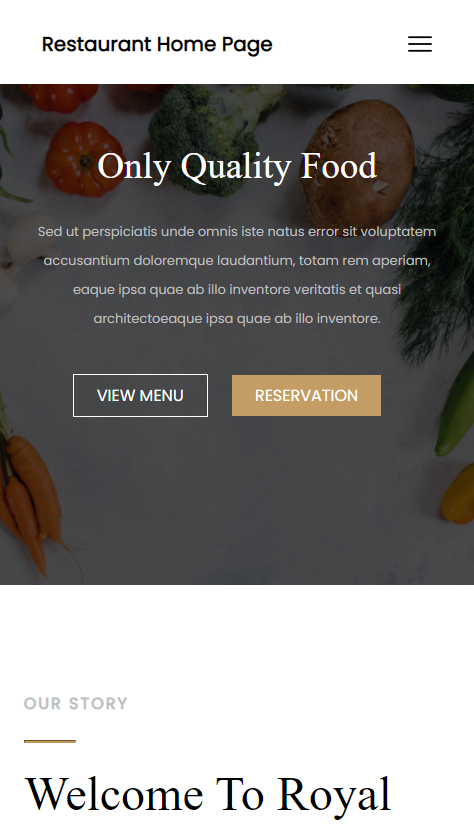 Restaurant Home Page
Only Quality Food
Sed ut perspiciatis unde omnis iste natus error sit voluptatem
accusantium doloremque laudantium, totam rem aperiam,
eaque ipsa quae ab illo inventore veritatis et quasi
architectoeaque ipsa quae ab illo inventore.
VIEW MENU
RESERVATION
OUR STORY
Welcome To Royal